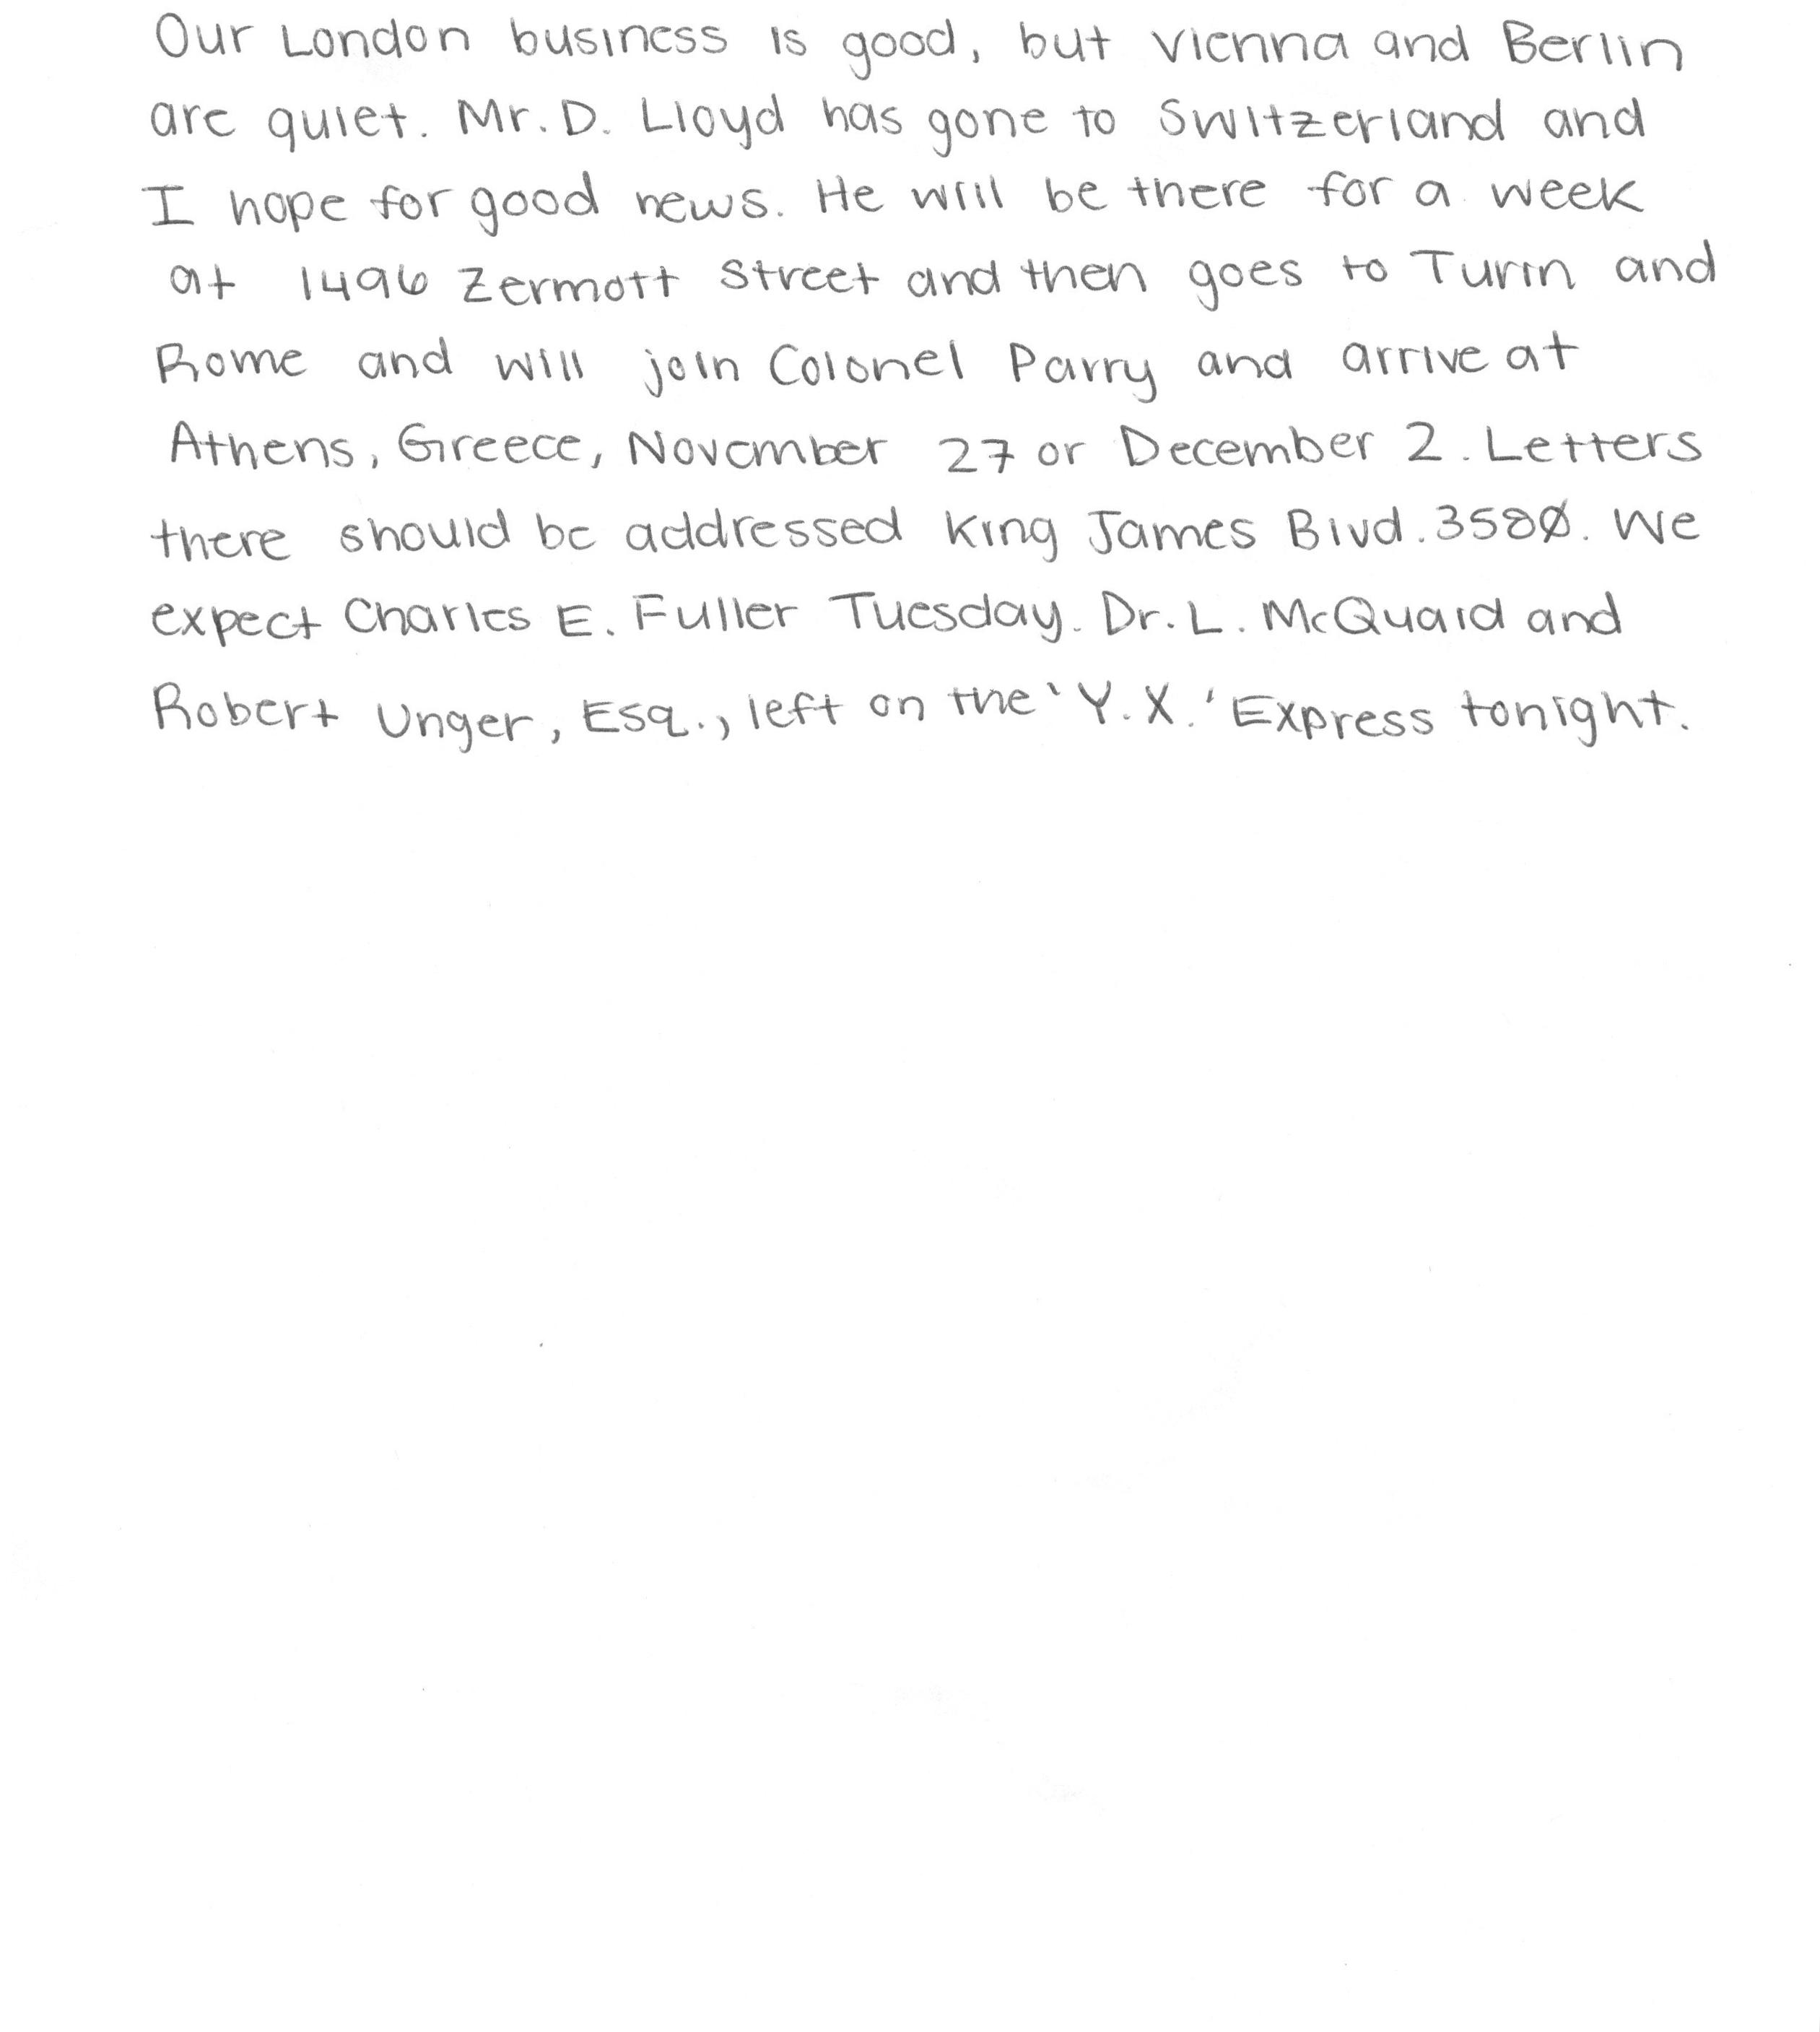 Our London business is good, but Vienna and Berlin
are quiet. Mr. D. Lloyd has gone to Switzerland and
I hope for good news. He will be there for a week
at 1496 Zermott Street and then goes to Turin and
Rome and will join Colonel Parry and arrive at
Athens, Greece, November 27 or December 2. Letters
there should be addressed King James Blvd. 3580. We
expect Charles E. Fuller Tuesday. Dr. L. McQuaid and
Robert Unger, Esq., left on the 'Y.X.' Express tonight.